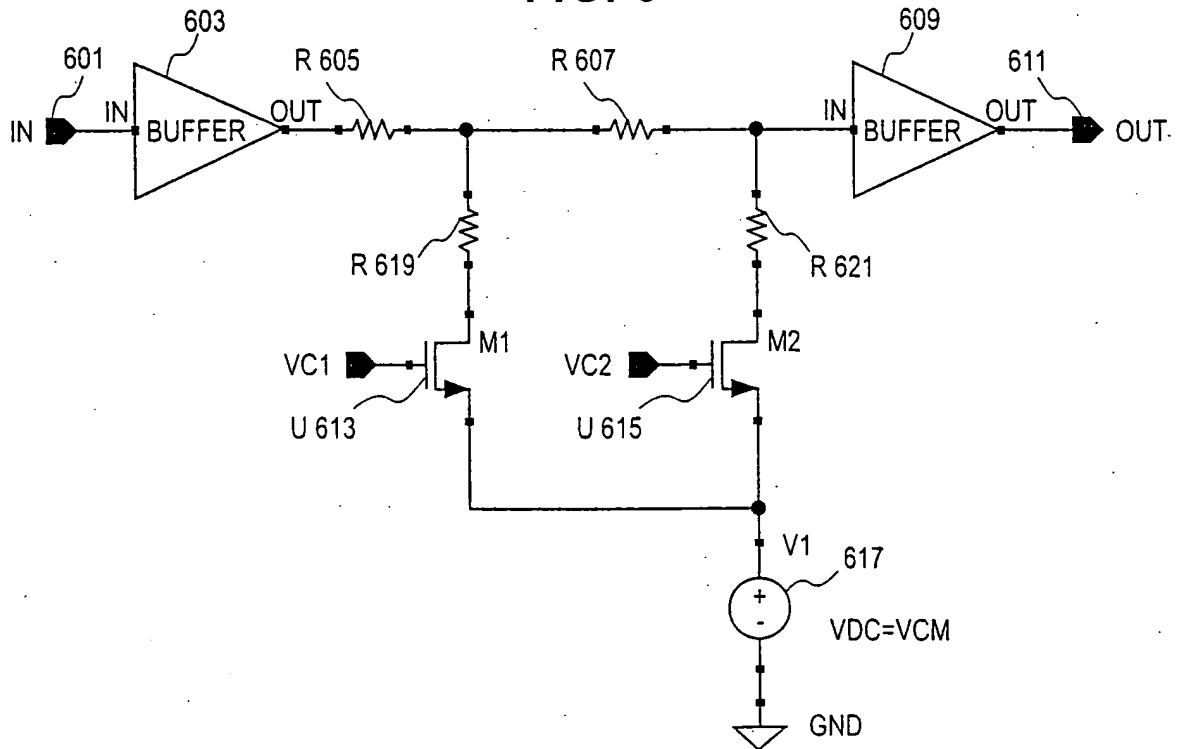 603
609
601
R 605
R 607
611
IN
IN
BUFFER
OUT
IN
BUFFER
OUT
OUT
R 619
R 621
VC1
M1
VC2
M2
U 613
U 615
V1
617
+
-
VDC=VCM
GND